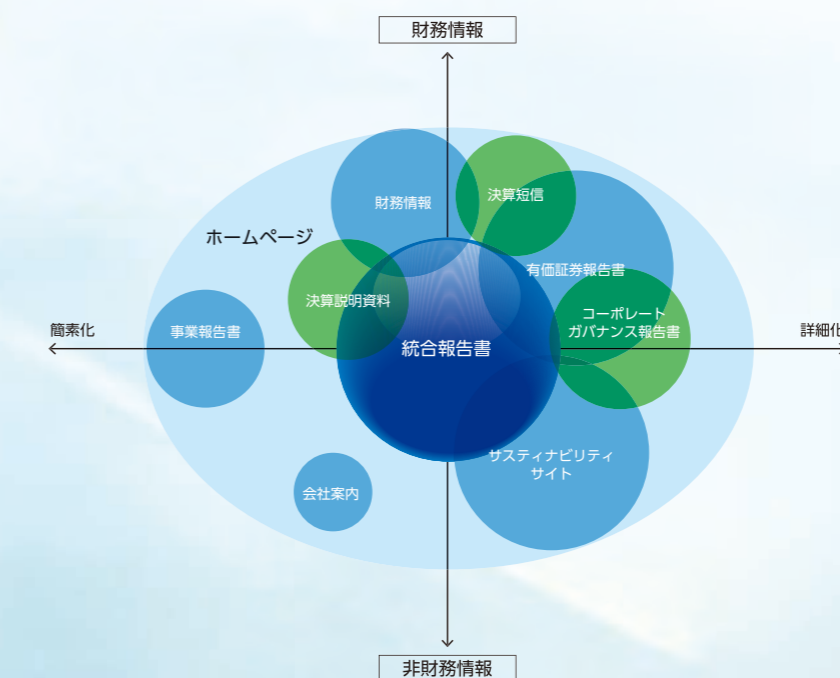 財務情報
決算短信
財務情報
ホームページ
有価証券報告書
決算説明資料
コーポレート
ガバナンス報告書
簡素化
事業報告書
詳細化
統合報告書
サスティナビリティ
サイト
会社案内
非財務情報